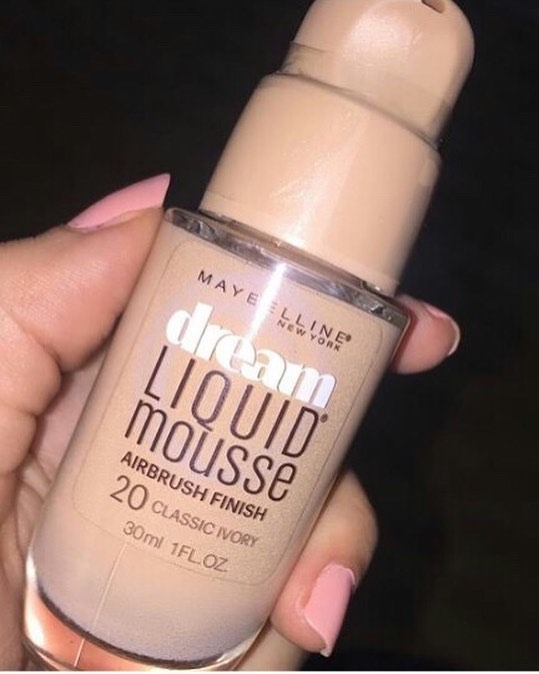 MAYBELLINE®
NEW YORK
dream
LIQUID®
mousse
AIRBRUSH FINISH
20 CLASSIC IVORY
30ml 1FL.OZ.